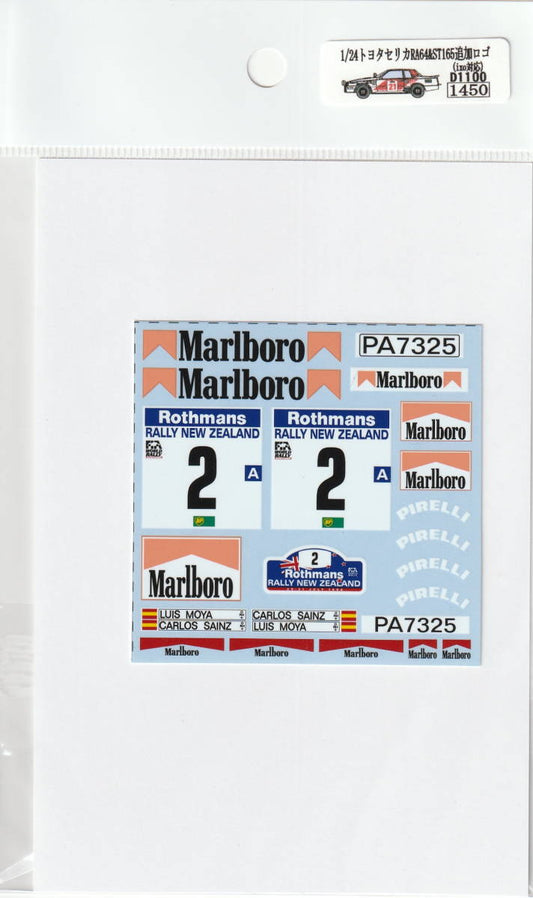 1/24トヨタセリカRA64&ST165追加ロゴ
(ixo対応)
D1100
1450
21
Marlboro
PA7325
Marlboro
Marlboro
Rothmans
RALLY NEW ZEALAND
2
A
Rothmans
RALLY NEW ZEALAND
2
A
Marlboro
Marlboro
PIRELLI
PIRELLI
PIRELLI
PIRELLI
Marlboro
2
Rothmans
RALLY NEW ZEALAND
LUIS MOYA
CARLOS SAINZ
CARLOS SAINZ
LUIS MOYA
PA7325
Marlboro
Marlboro
Marlboro
Marlboro
Marlboro